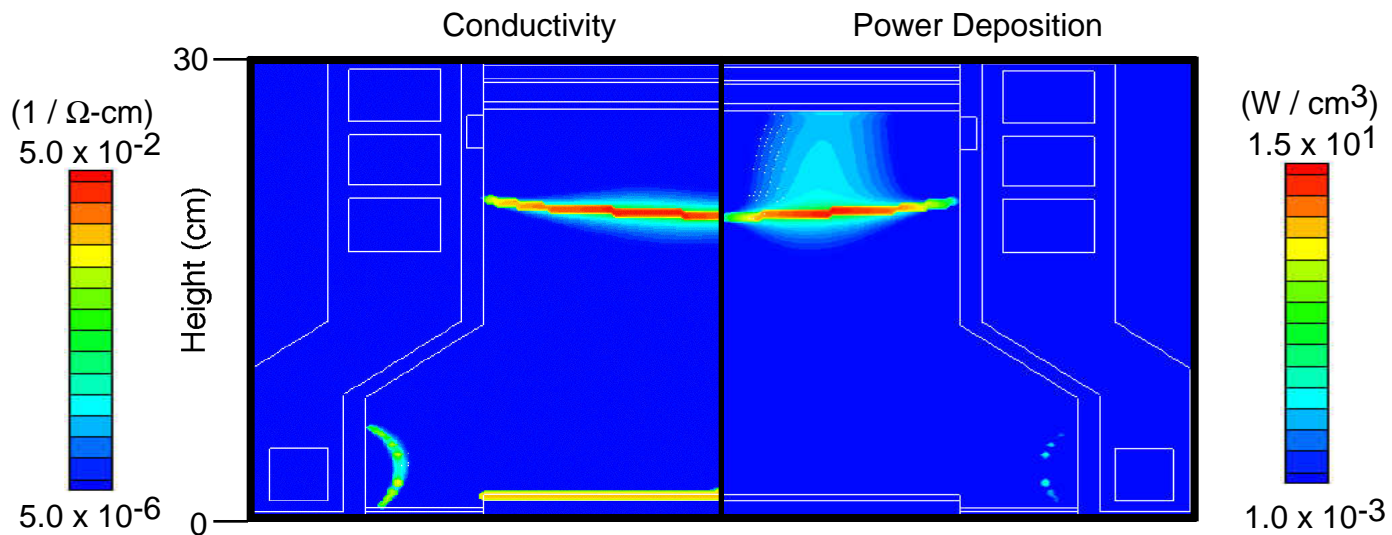 Conductivity
Power Deposition
30
(1 / Ω-cm)
5.0 x 10-2
Height (cm)
(W / cm3)
1.5 x 101
5.0 x 10-6
0
1.0 x 10-3